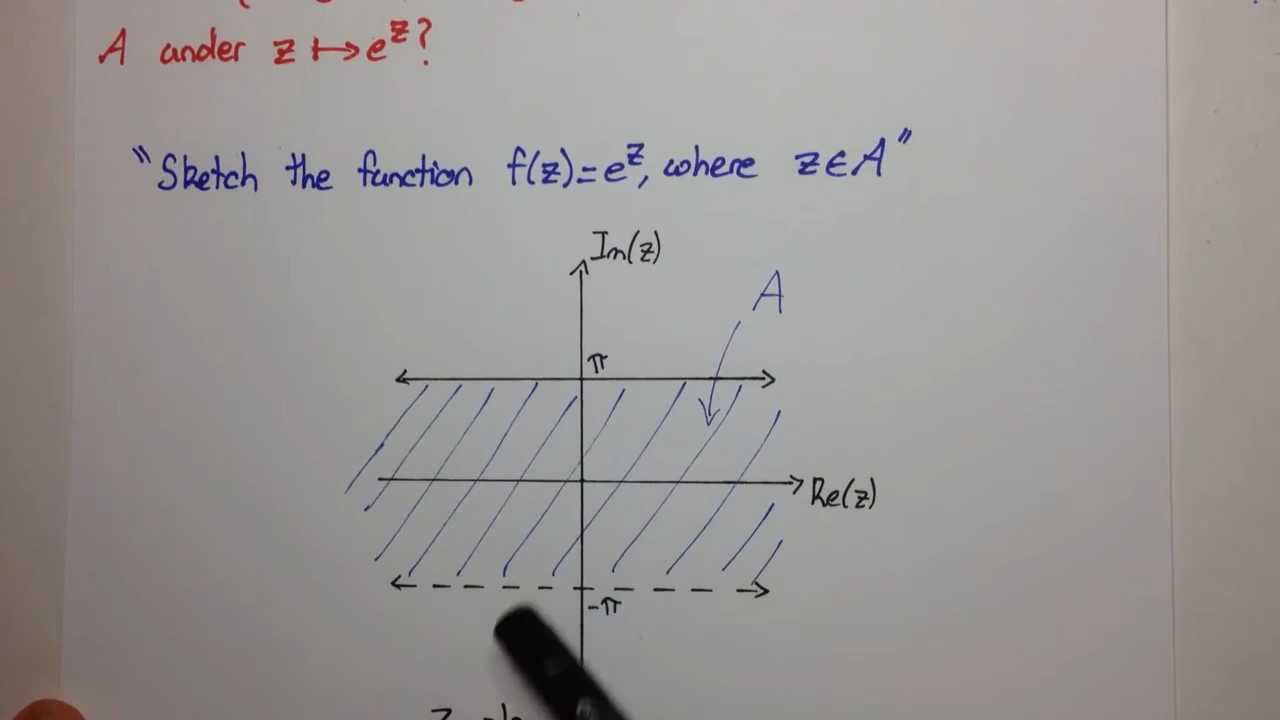 A under z ↦ e^z?
"Sketch the function f(z)=e^z, where z∈A"
Im(z)
A
π
Re(z)
-π